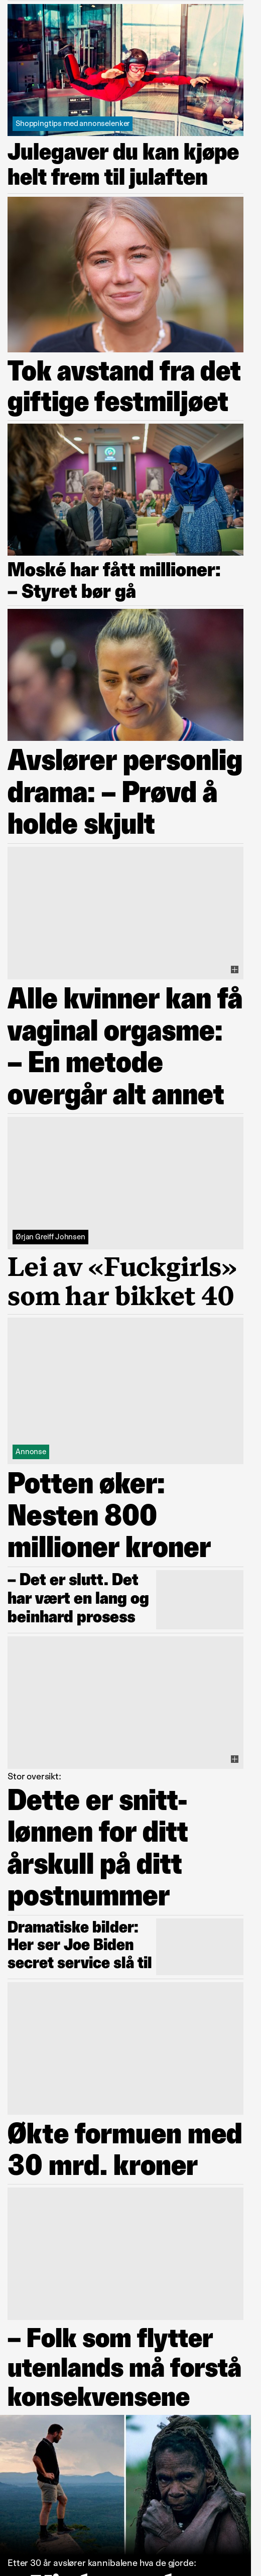 Shoppingtips med annonselenker
Julegaver du kan kjøpe
helt frem til julaften
Tok avstand fra det
giftige festmiljøet
Moské har fått millioner:
– Styret bør gå
Avslører personlig
drama: – Prøvd å
holde skjult
Alle kvinner kan få
vaginal orgasme:
– En metode
overgår alt annet
Ørjan Greiff Johnsen
Lei av «Fuckgirls»
som har bikket 40
Annonse
Potten øker:
Nesten 800
millioner kroner
– Det er slutt. Det
har vært en lang og
beinhard prosess
Stor oversikt:
Dette er snitt-
lønnen for ditt
årskull på ditt
postnummer
Dramatiske bilder:
Her ser Joe Biden
secret service slå til
Økte formuen med
30 mrd. kroner
– Folk som flytter
utenlands må forstå
konsekvensene
Etter 30 år avslører kannibalene hva de gjorde: